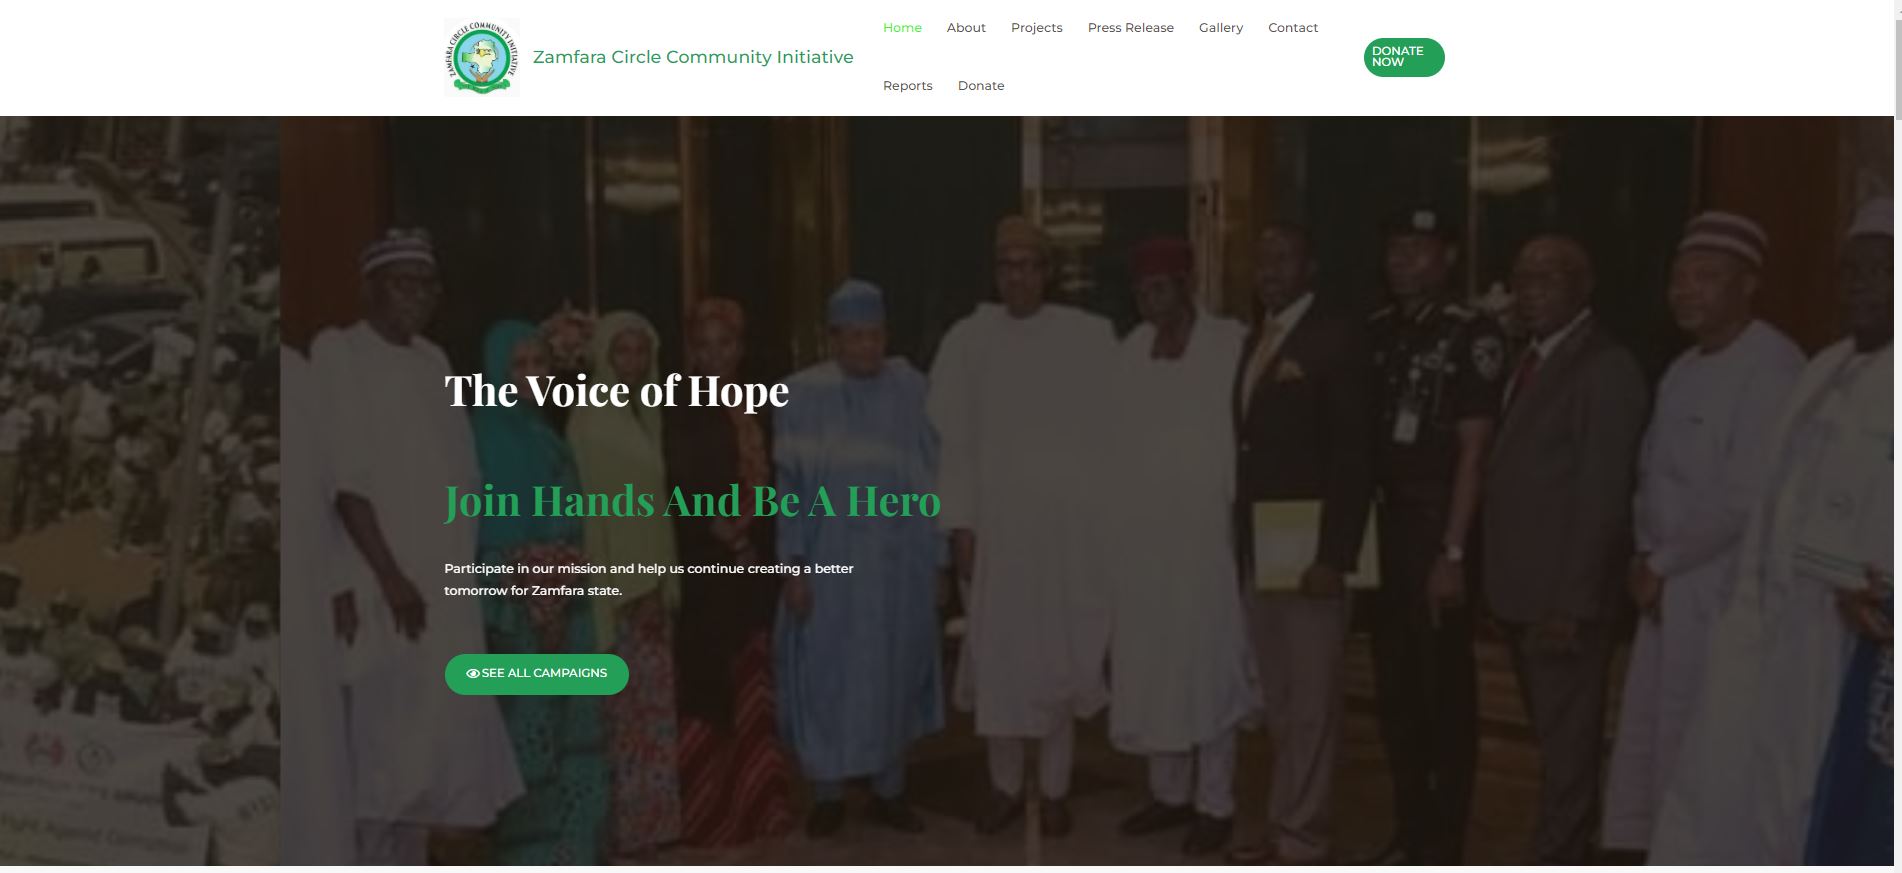 ZAMFARA CIRCLE COMMUNITY INITIATIVE
Zamfara Circle Community Initiative
Home About Projects Press Release Gallery Contact
Reports Donate
DONATE
NOW
The Voice of Hope
Join Hands And Be A Hero
Participate in our mission and help us continue creating a better
tomorrow for Zamfara state.
SEE ALL CAMPAIGNS